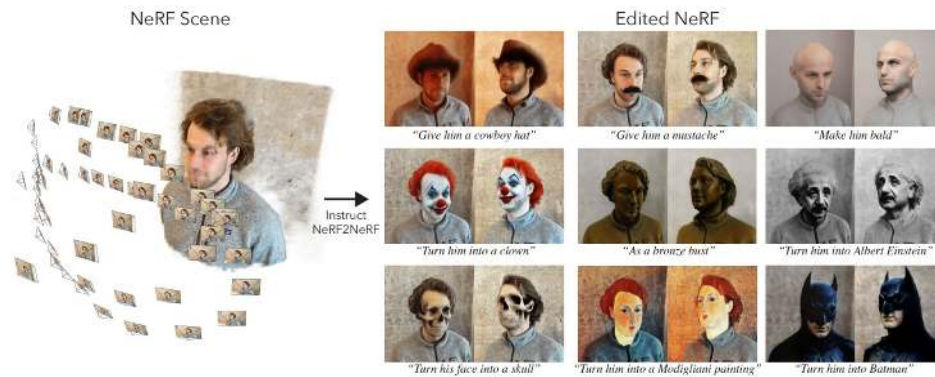 NeRF Scene
Edited NeRF
Instruct
NeRF2NeRF
"Give him a cowboy hat"
"Give him a mustache"
"Make him bald"
"Turn him into a clown"
"As a bronze bust"
"Turn him into Albert Einstein"
"Turn his face into a skull"
"Turn him into a Modigliani painting"
"Turn him into Batman"